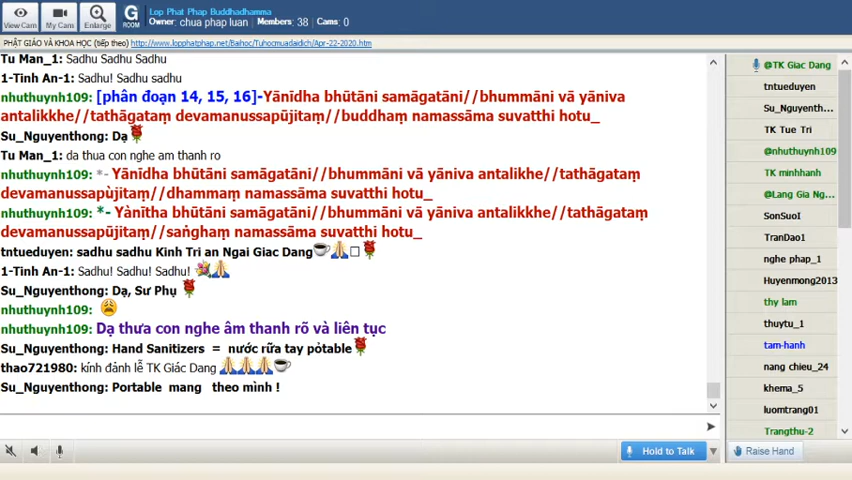 View Cam
My Cam
Enlarge
G
ROOM
Lop Phat Phap Buddhadhamma
Owner: chua phap luan Members: 38 Cams: 0
PHẬT GIÁO VÀ KHOA HỌC (tiếp theo) http://www.lopphatphap.net/Baihoc/Tuhocmuadaidich/Apr-22-2020.htm
Tu Man_1: Sadhu Sadhu Sadhu
1-Tinh An-1: Sadhu! Sadhu sadhu
nhuthuynh109: [phân đoạn 14, 15, 16]-Yānīdha bhūtāni samāgatāni//bhummāni vā yāniva
antalikkhe//tathāgataṃ devamanussapūjitaṃ//buddhaṃ namassāma suvatthi hotu_
Su_Nguyenthong: Dạ
Tu Man_1: da thua con nghe am thanh ro
nhuthuynh109: *- Yānīdha bhūtāni samāgatāni//bhummāni vā yāniva antalikkhe//tathāgataṃ
devamanussapùjitaṃ//dhammaṃ namassāma suvatthi hotu_
nhuthuynh109: *- Yànītha bhūtāni samāgatāni//bhummāni vā yāniva antalikkhe//tathāgataṃ
devamanussapūjitaṃ//saṅghaṃ namassāma suvatthi hotu_
tntueduyen: sadhu sadhu Kinh Tri an Ngai Giac Dang
1-Tinh An-1: Sadhu! Sadhu! Sadhu!
Su_Nguyenthong: Dạ, Sư Phụ
nhuthuynh109:
nhuthuynh109: Dạ thưa con nghe âm thanh rõ và liên tục
Su_Nguyenthong: Hand Sanitizers = nước rữa tay pỏtable
thao721980: kính đảnh lễ TK Giác Dang
Su_Nguyenthong: Portable mang theo mình !
@TK Giac Dang
tntueduyen
Su_Nguyenth...
TK Tue Tri
@nhuthuynh109
TK minhhanh
@Lang Gia Ng...
SonSuoI
TranDao1
nghe phap_1
Huyenmong2013
thy lam
thuytu_1
tam-hanh
nang chieu_24
khema_5
luomtrang01
Trangthu-2
Hold to Talk
Raise Hand